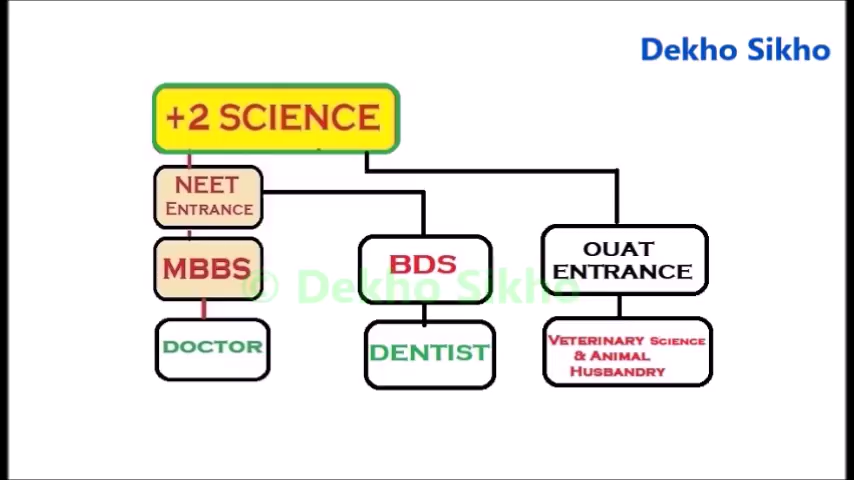 Dekho Sikho
+2 SCIENCE
NEET
ENTRANCE
MBBS
DOCTOR
BDS
DENTIST
OUAT
ENTRANCE
VETERINARY SCIENCE
& ANIMAL
HUSBANDRY
© Dekho Sikho